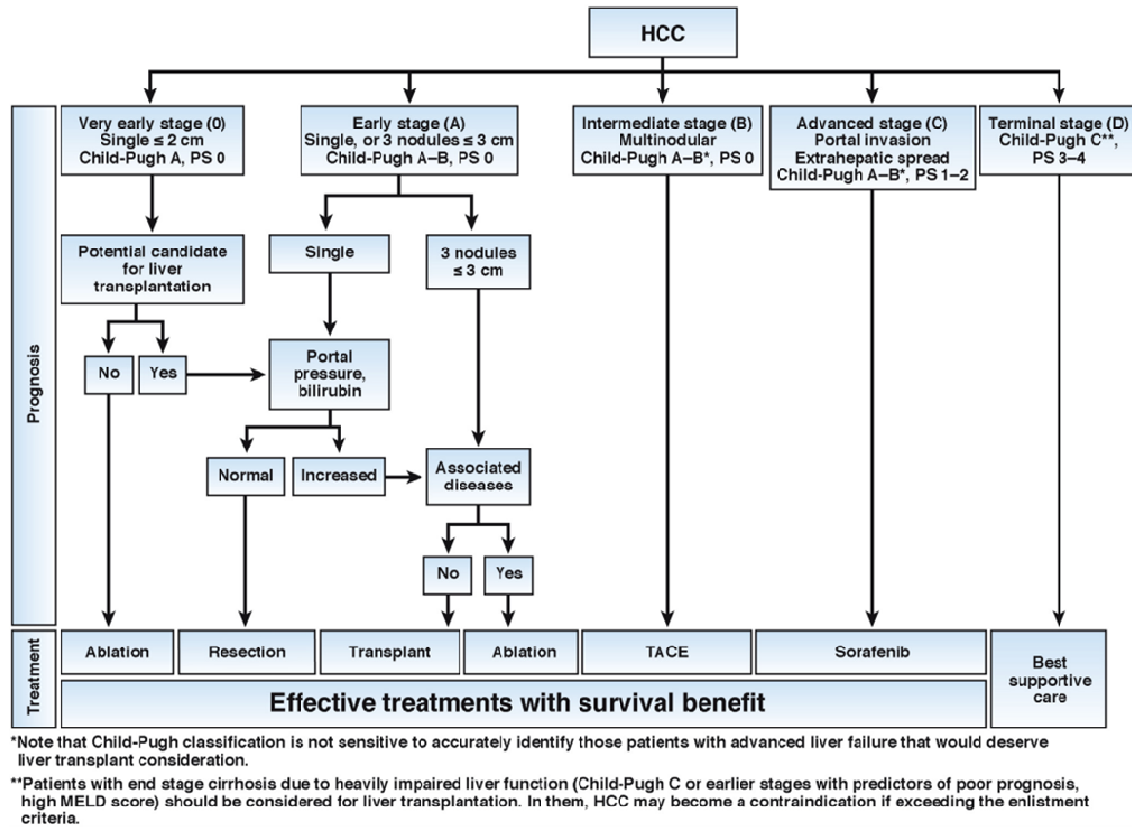 HCC
Very early stage (0)
Single ≤ 2 cm
Child-Pugh A, PS 0
Early stage (A)
Single, or 3 nodules ≤ 3 cm
Child-Pugh A–B, PS 0
Intermediate stage (B)
Multinodular
Child-Pugh A–B*, PS 0
Advanced stage (C)
Portal invasion
Extrahepatic spread
Child-Pugh A–B*, PS 1–2
Terminal stage (D)
Child-Pugh C**,
PS 3–4
Potential candidate
for liver
transplantation
Single
3 nodules
≤ 3 cm
Prognosis
No
Yes
Portal
pressure,
bilirubin
Normal
Increased
Associated
diseases
No
Yes
Treatment
Ablation
Resection
Transplant
Ablation
TACE
Sorafenib
Best
supportive
care
Effective treatments with survival benefit
*Note that Child-Pugh classification is not sensitive to accurately identify those patients with advanced liver failure that would deserve
liver transplant consideration.
**Patients with end stage cirrhosis due to heavily impaired liver function (Child-Pugh C or earlier stages with predictors of poor prognosis,
high MELD score) should be considered for liver transplantation. In them, HCC may become a contraindication if exceeding the enlistment
criteria.